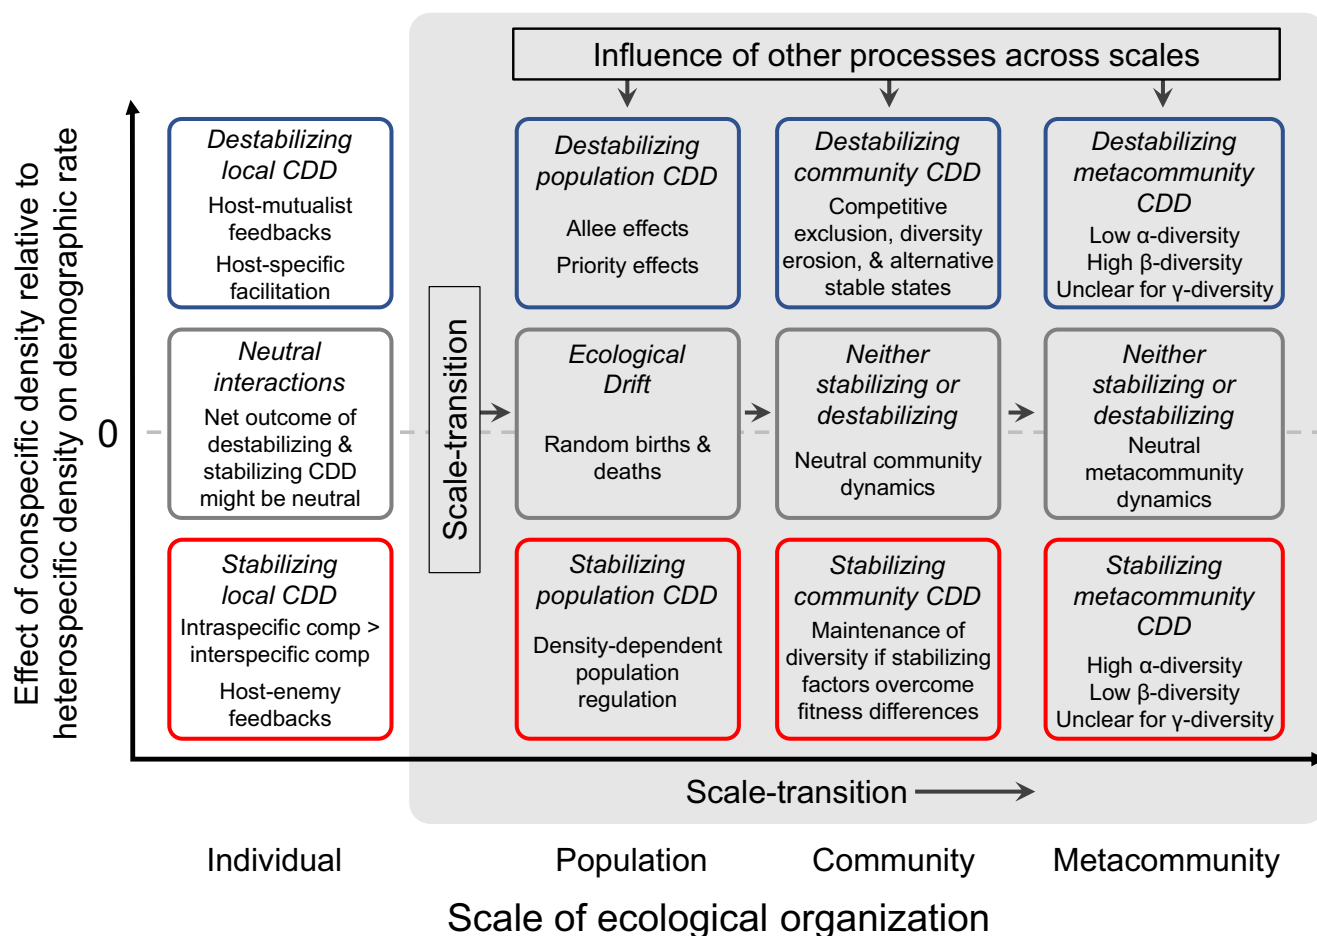 Influence of other processes across scales
Effect of conspecific density relative to
heterospecific density on demographic rate
0
Destabilizing
local CDD
Host-mutualist
feedbacks
Host-specific
facilitation
Destabilizing
population CDD
Allee effects
Priority effects
Destabilizing
community CDD
Competitive
exclusion, diversity
erosion, & alternative
stable states
Destabilizing
metacommunity
CDD
Low α-diversity
High β-diversity
Unclear for γ-diversity
Neutral
interactions
Net outcome of
destabilizing &
stabilizing CDD
might be neutral
Scale-transition
Ecological
Drift
Random births &
deaths
Neither
stabilizing or
destabilizing
Neutral community
dynamics
Neither
stabilizing or
destabilizing
Neutral
metacommunity
dynamics
Stabilizing
local CDD
Intraspecific comp >
interspecific comp
Host-enemy
feedbacks
Stabilizing
population CDD
Density-dependent
population
regulation
Stabilizing
community CDD
Maintenance of
diversity if stabilizing
factors overcome
fitness differences
Stabilizing
metacommunity
CDD
High α-diversity
Low β-diversity
Unclear for γ-diversity
Scale-transition
Individual
Population
Community
Metacommunity
Scale of ecological organization